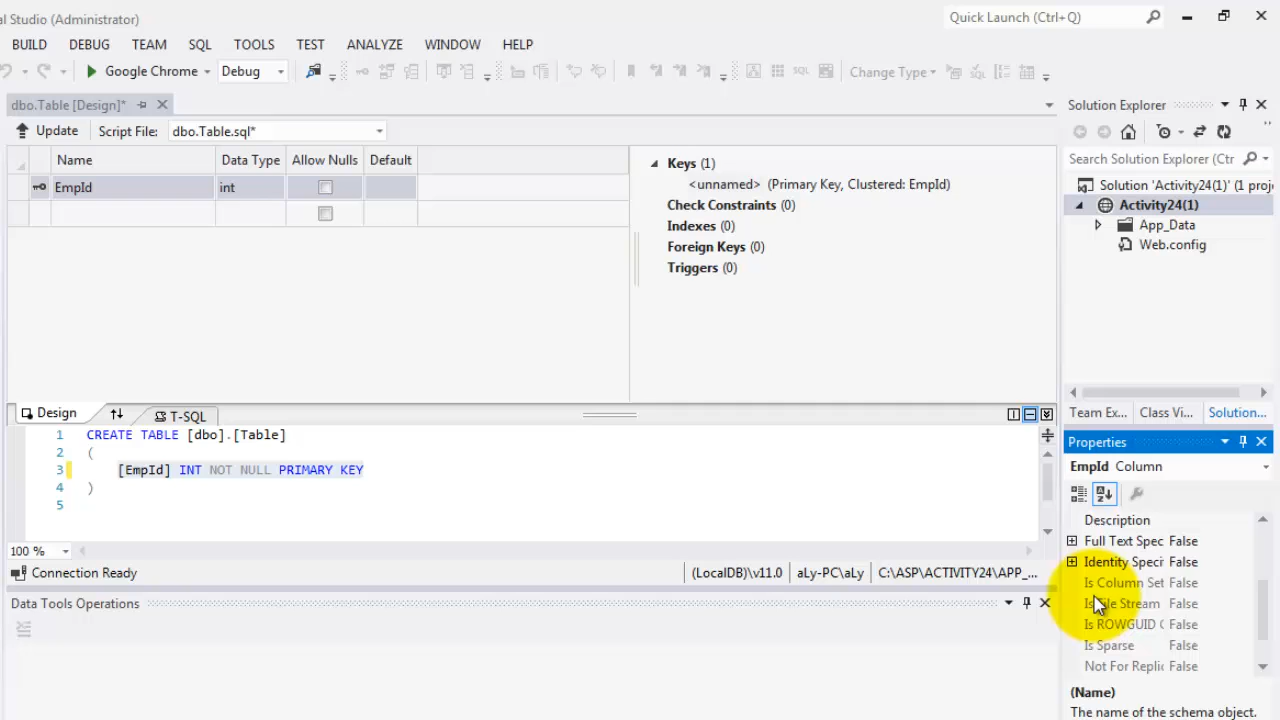 al Studio (Administrator)
Quick Launch (Ctrl+Q)
BUILD DEBUG TEAM SQL TOOLS TEST ANALYZE WINDOW HELP
Google Chrome Debug SQL Change Type
dbo.Table [Design]*
Update Script File: dbo.Table.sql*
Name Data Type Allow Nulls Default
EmpId int
Keys (1)
<unnamed> (Primary Key, Clustered: EmpId)
Check Constraints (0)
Indexes (0)
Foreign Keys (0)
Triggers (0)
Solution Explorer
Search Solution Explorer (Ctr
Solution 'Activity24(1)' (1 proj
Activity24(1)
App_Data
Web.config
Design T-SQL
1 CREATE TABLE [dbo].[Table]
2 (
3 [EmpId] INT NOT NULL PRIMARY KEY
4 )
5
100 %
Connection Ready (LocalDB)\v11.0 aLy-PC\aLy C:\ASP\ACTIVITY24\APP_...
Data Tools Operations
Team Ex... Class Vi... Solution...
Properties
EmpId Column
Description
Full Text Spec False
Identity Speci False
Is Column Set False
Is File Stream False
Is ROWGUID C False
Is Sparse False
Not For Replic False
(Name)
The name of the schema object.